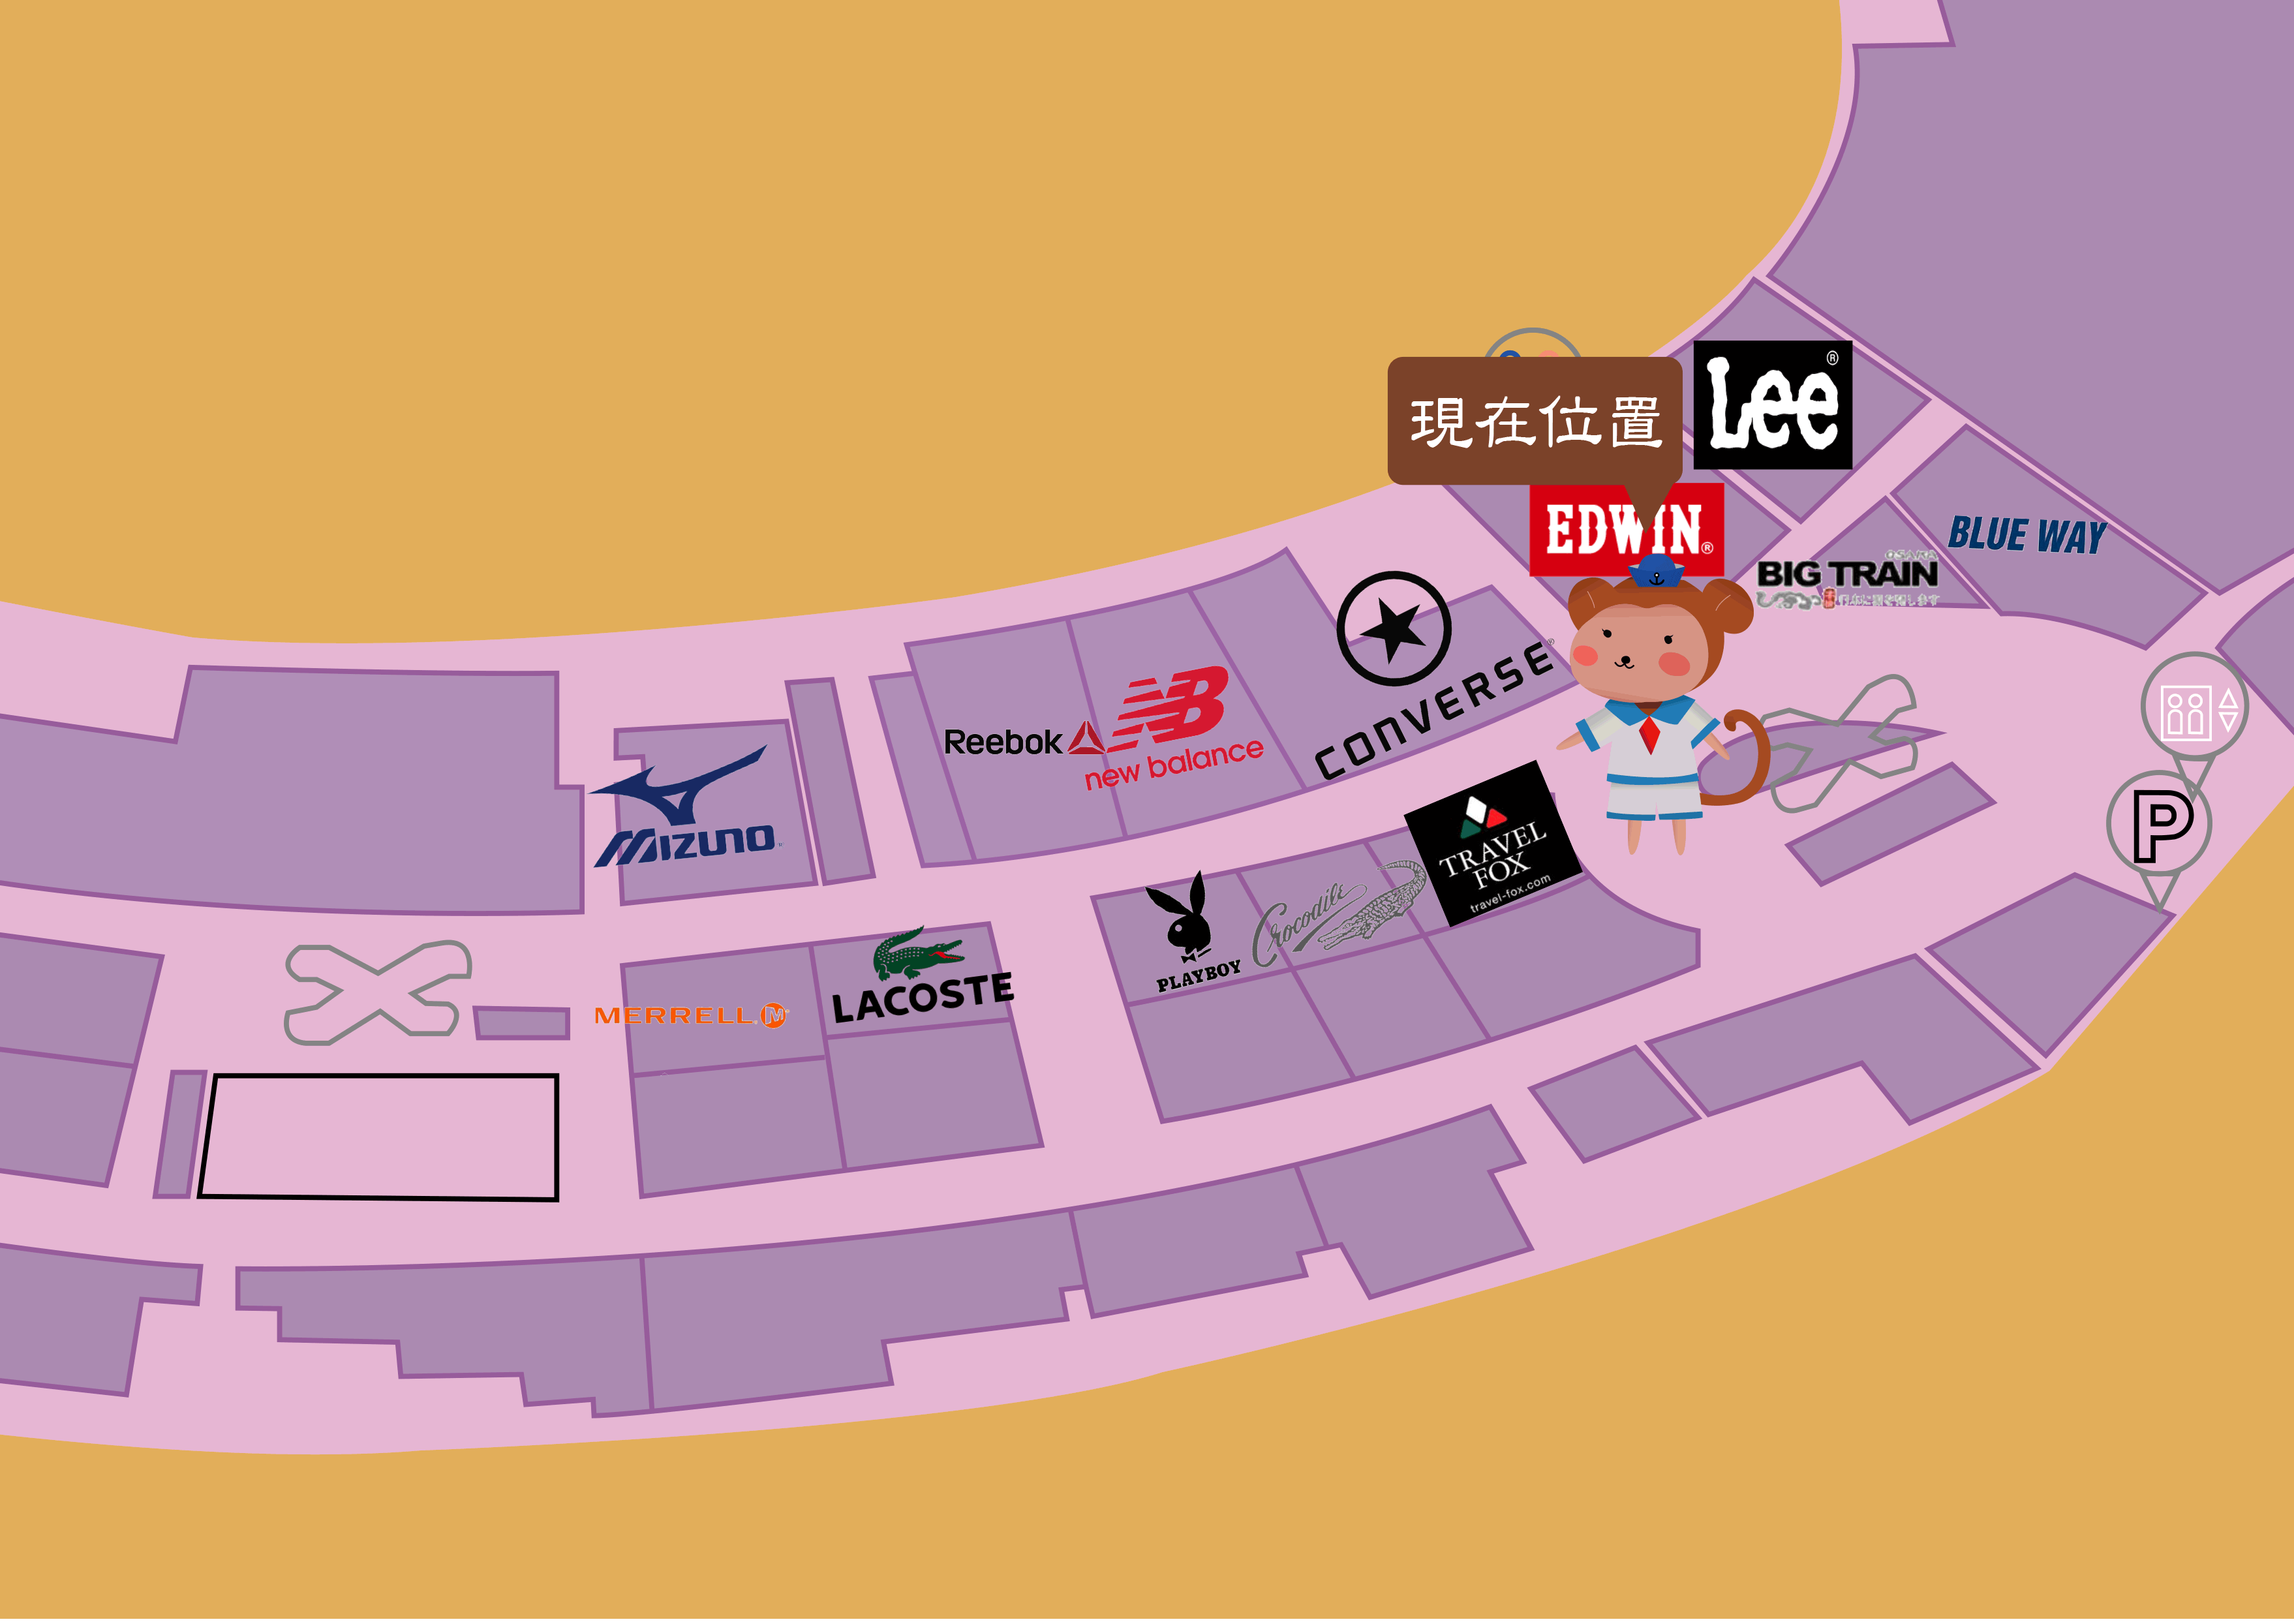 現在位置
Lee®
EDWIN®
BLUE WAY
OSAKA
BIG TRAIN
CONVERSE®
Reebok
new balance
MIZUNO
TRAVEL
FOX
travel-fox.com
P
Crocodile
PLAYBOY
LACOSTE
MERRELL M